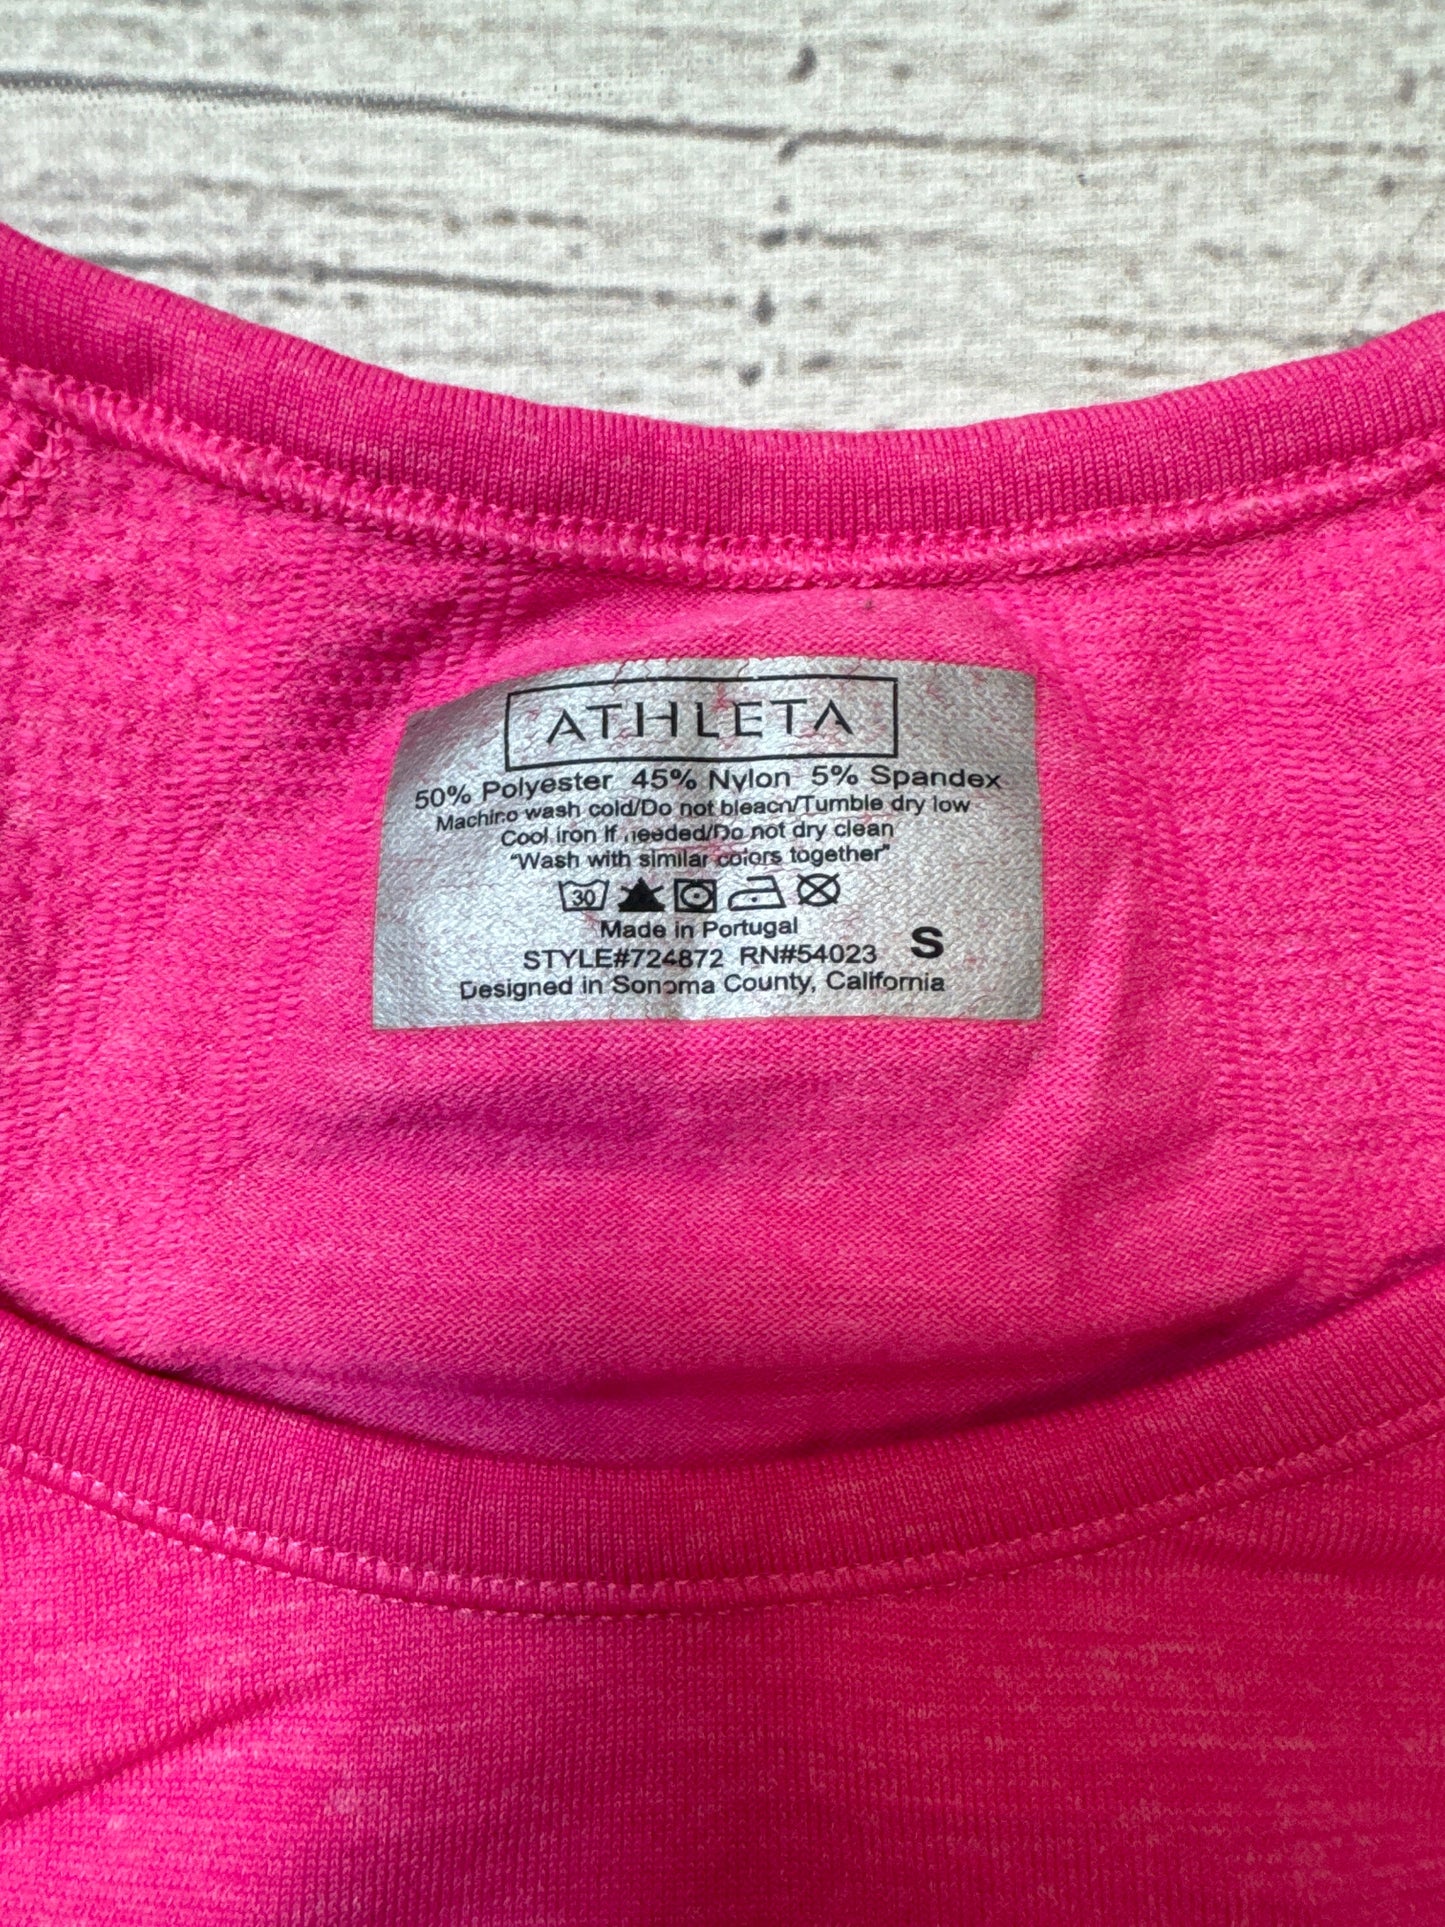 ATHLETA
50% Polyester 45% Nylon 5% Spandex
Machine wash cold/Do not bleach/Tumble dry low
Cool iron If needed/Do not dry clean
"Wash with similar colors together"
30
Made in Portugal
STYLE#724872 RN#54023 S
Designed in Sonoma County, California